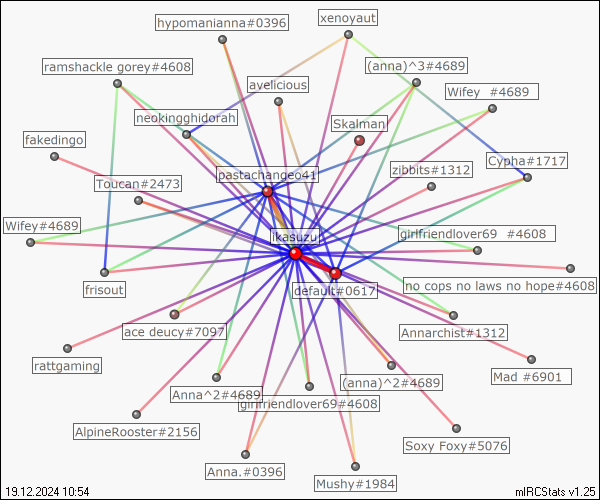 hypomanianna#0396
xenoyaut
ramshackle gorey#4608
(anna)^3#4689
avelicious
Wifey #4689
neokingghidorah
Skalman
fakedingo
Cypha#1717
zibbits#1312
pastachangeo41
Toucan#2473
Wifey#4689
ikasuzu
girlfriendlover69 #4608
frisout
default#0617
no cops no laws no hope#4608
ace deucy#7097
Annarchist#1312
rattgaming
Mad #6901
(anna)^2#4689
Anna^2#4689
girlfriendlover69#4608
AlpineRooster#2156
Soxy Foxy#5076
Anna.#0396
Mushy#1984
19.12.2024 10:54
mIRCStats v1.25